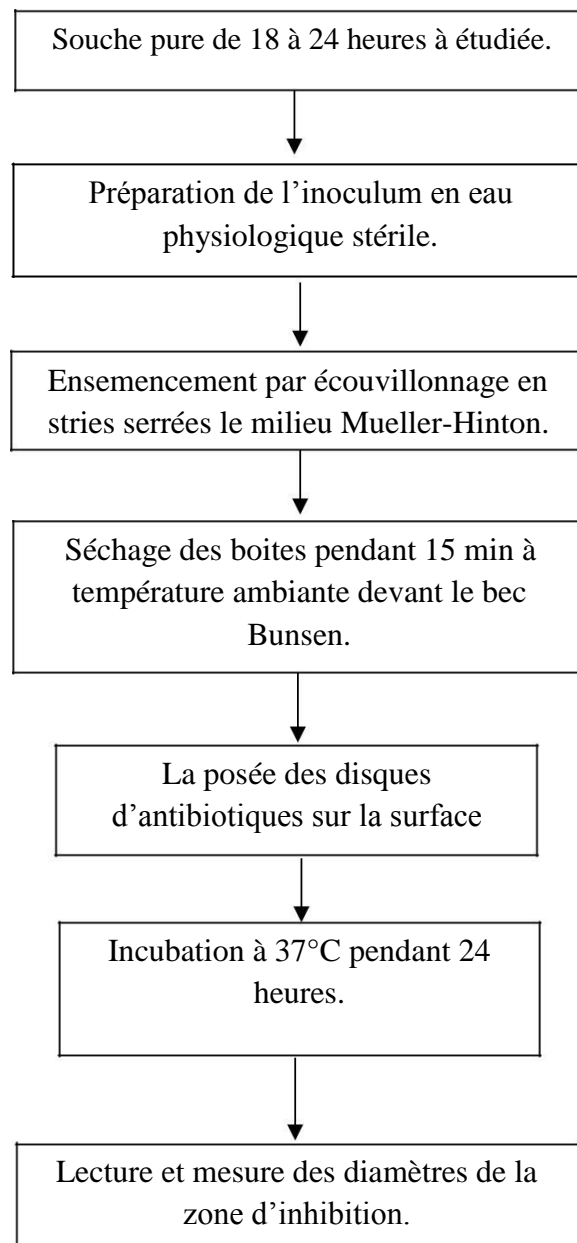 Souche pure de 18 à 24 heures à étudiée.
Préparation de l’inoculum en eau
physiologique stérile.
Ensemencement par écouvillonnage en
stries serrées le milieu Mueller-Hinton.
Séchage des boites pendant 15 min à
température ambiante devant le bec
Bunsen.
La posée des disques
d’antibiotiques sur la surface
Incubation à 37°C pendant 24
heures.
Lecture et mesure des diamètres de la
zone d’inhibition.